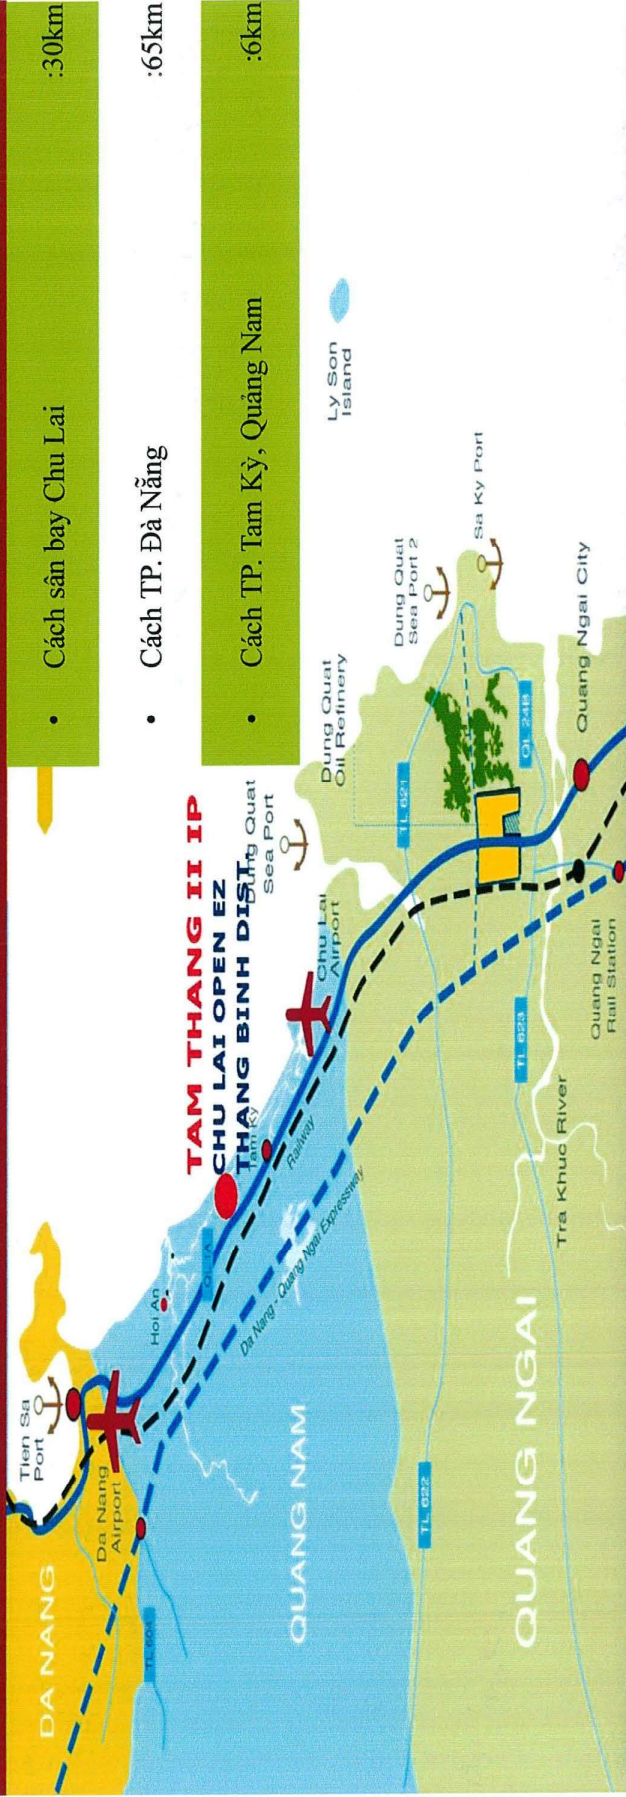 • Cách sân bay Chu Lai :30km
• Cách TP. Đà Nẵng :65km
• Cách TP. Tam Kỳ, Quảng Nam :6km
DA NANG
Tien Sa
Port
Da Nang
Airport
TL 604
Hoi An
QL 1A
TAM THANG II IP
CHU LAI OPEN EZ
THANG BINH DIST.
Tam Ky
Railway
Da Nang - Quang Ngai Expressway
QUANG NAM
Chu Lai
Airport
Dung Quat
Sea Port
Dung Quat
Oil Refinery
Ly Son
Island
Dung Quat
Sea Port 2
Sa Ky Port
TL 621
TL 622
QL 24B
TL 623
QUANG NGAI
Tra Khuc River
Quang Ngai City
Quang Ngai
Rail Station